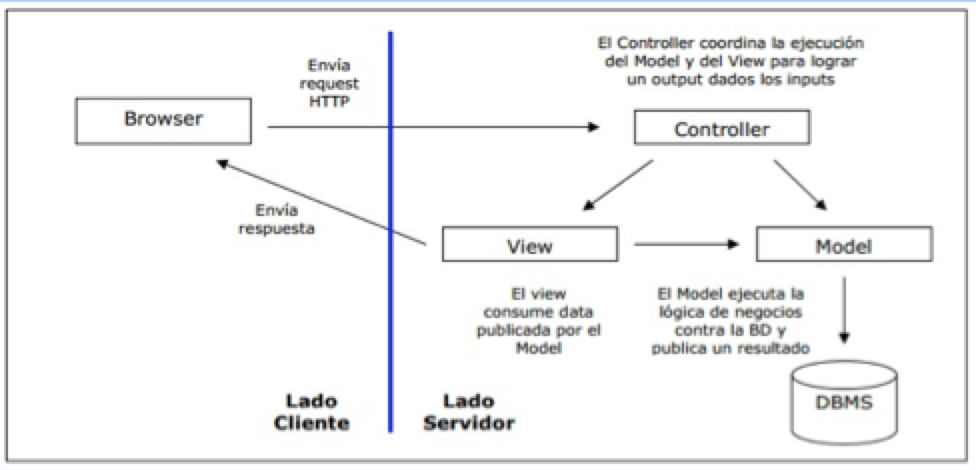 El Controller coordina la ejecución
del Model y del View para lograr
un output dados los inputs
Envía
request
HTTP
Browser
Controller
Envía
respuesta
View
Model
El view
consume data
publicada por el
Model
El Model ejecuta la
lógica de negocios
contra la BD y
publica un resultado
DBMS
Lado
Cliente
Lado
Servidor